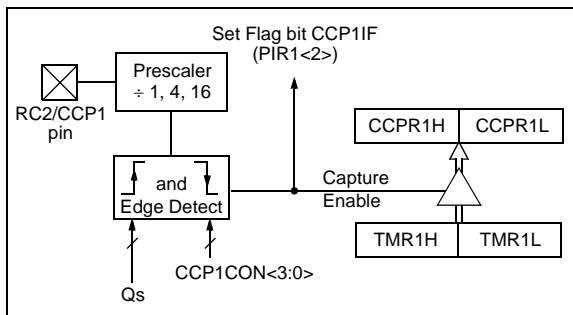 Set Flag bit CCP1IF
(PIR1<2>)
Prescaler
÷ 1, 4, 16
RC2/CCP1
pin
CCPR1H
CCPR1L
and
Edge Detect
Capture
Enable
TMR1H
TMR1L
CCP1CON<3:0>
Qs